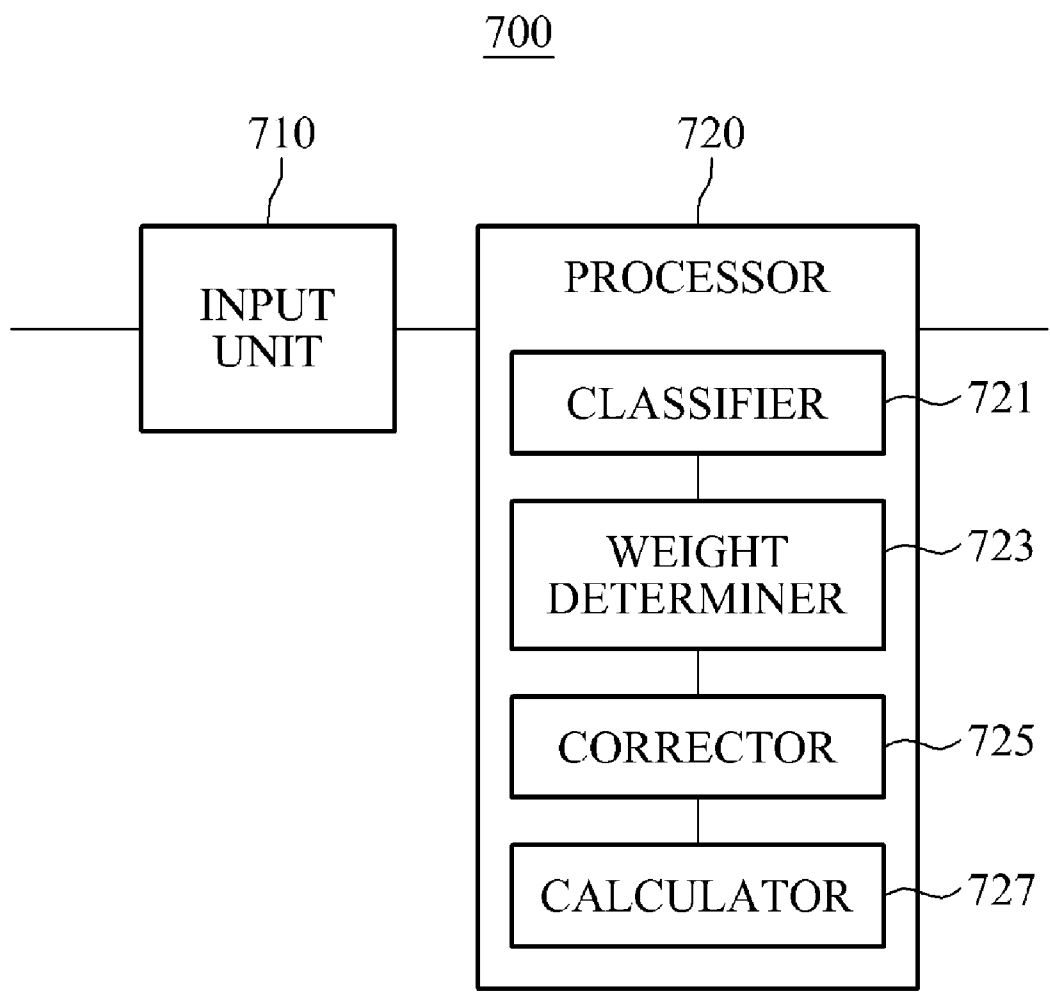 700
710
720
INPUT
UNIT
PROCESSOR
CLASSIFIER
721
WEIGHT
DETERMINER
723
CORRECTOR
725
CALCULATOR
727